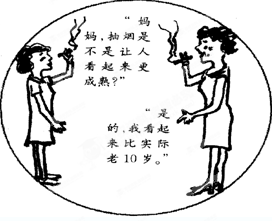 “妈
妈,抽烟是
不是让人
看起来更
成熟?”
“是
的,我看起
来比实际
老10岁。”